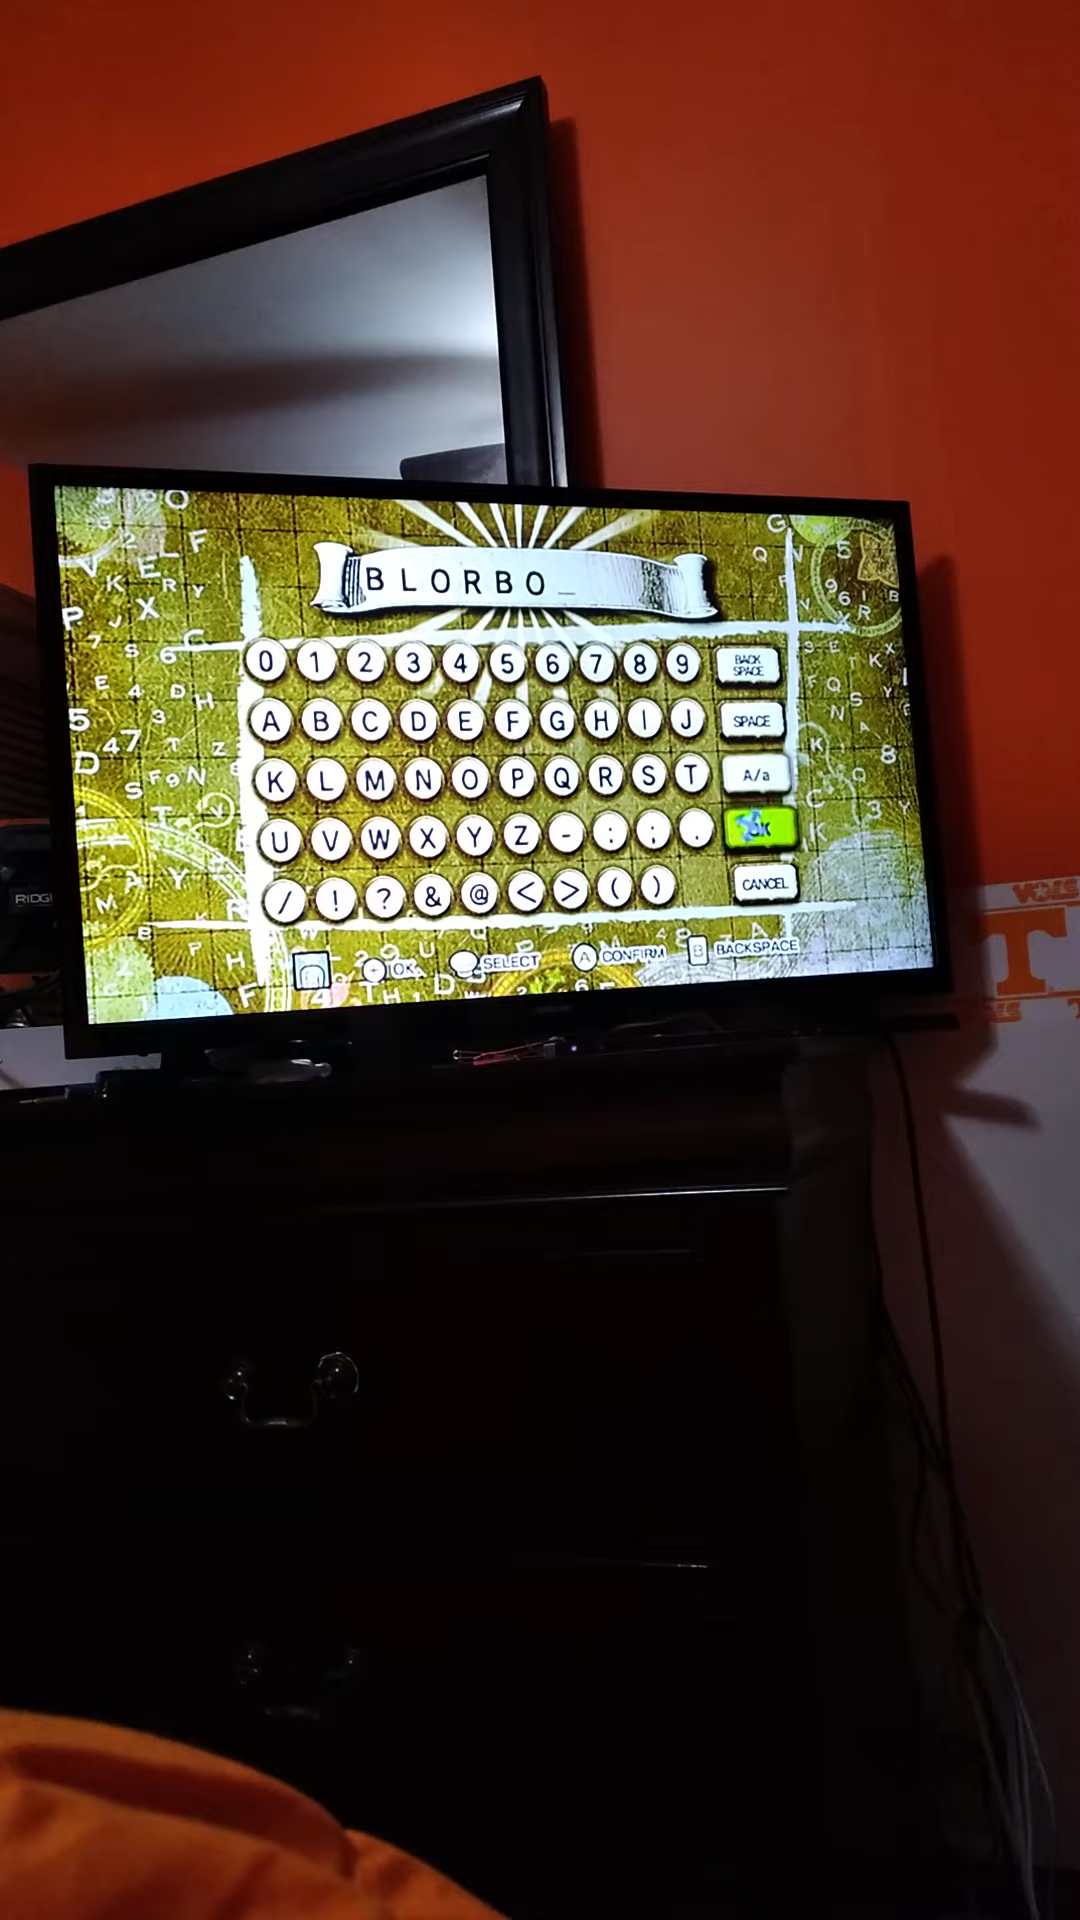 BLORBO_
0 1 2 3 4 5 6 7 8 9 BACK SPACE
A B C D E F G H I J SPACE
K L M N O P Q R S T A/a
U V W X Y Z - : ; . OK
/ ! ? & @ < > ( ) CANCEL
+ OK SELECT A CONFIRM B BACKSPACE
T